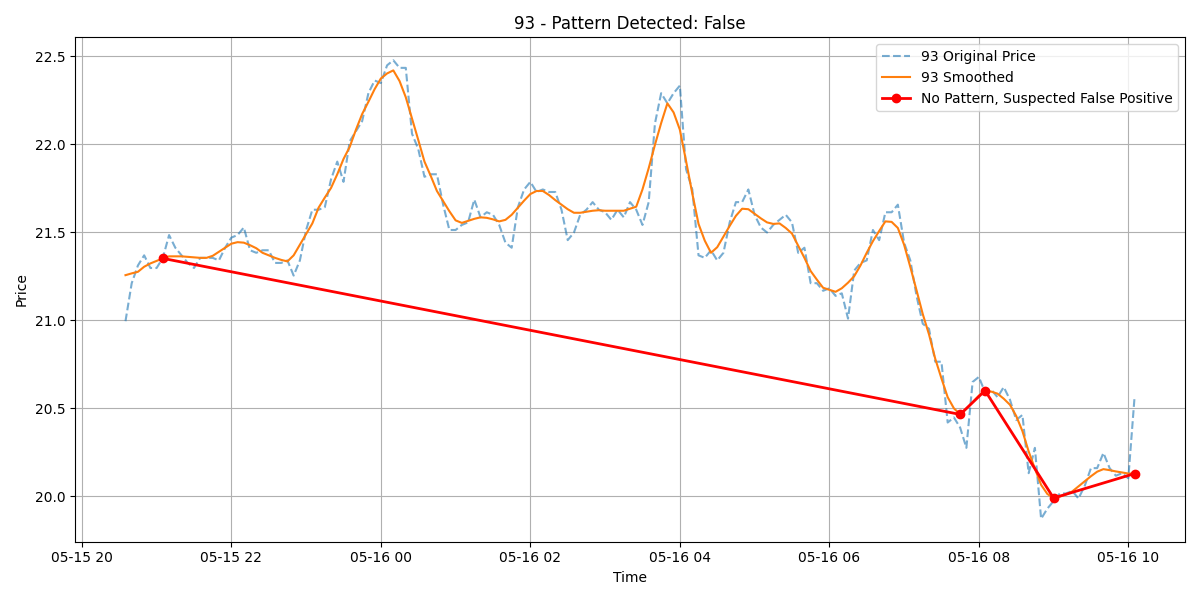 93 - Pattern Detected: False
93 Original Price
93 Smoothed
No Pattern, Suspected False Positive
Price
22.5
22.0
21.5
21.0
20.5
20.0
05-15 20 05-15 22 05-16 00 05-16 02 05-16 04 05-16 06 05-16 08 05-16 10
Time